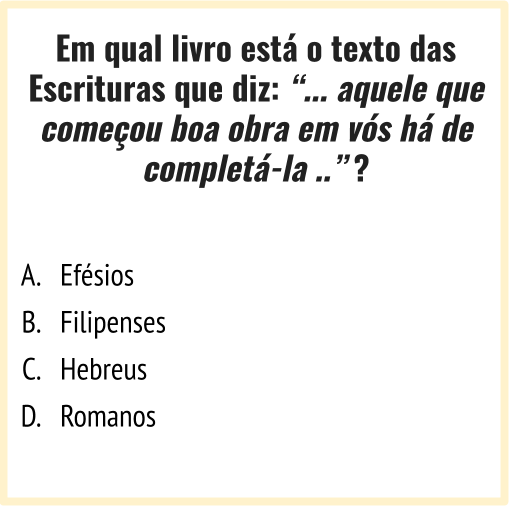 Em qual livro está o texto das
Escrituras que diz: “... aquele que
começou boa obra em vós há de
completá-la ..”?
A. Efésios
B. Filipenses
C. Hebreus
D. Romanos